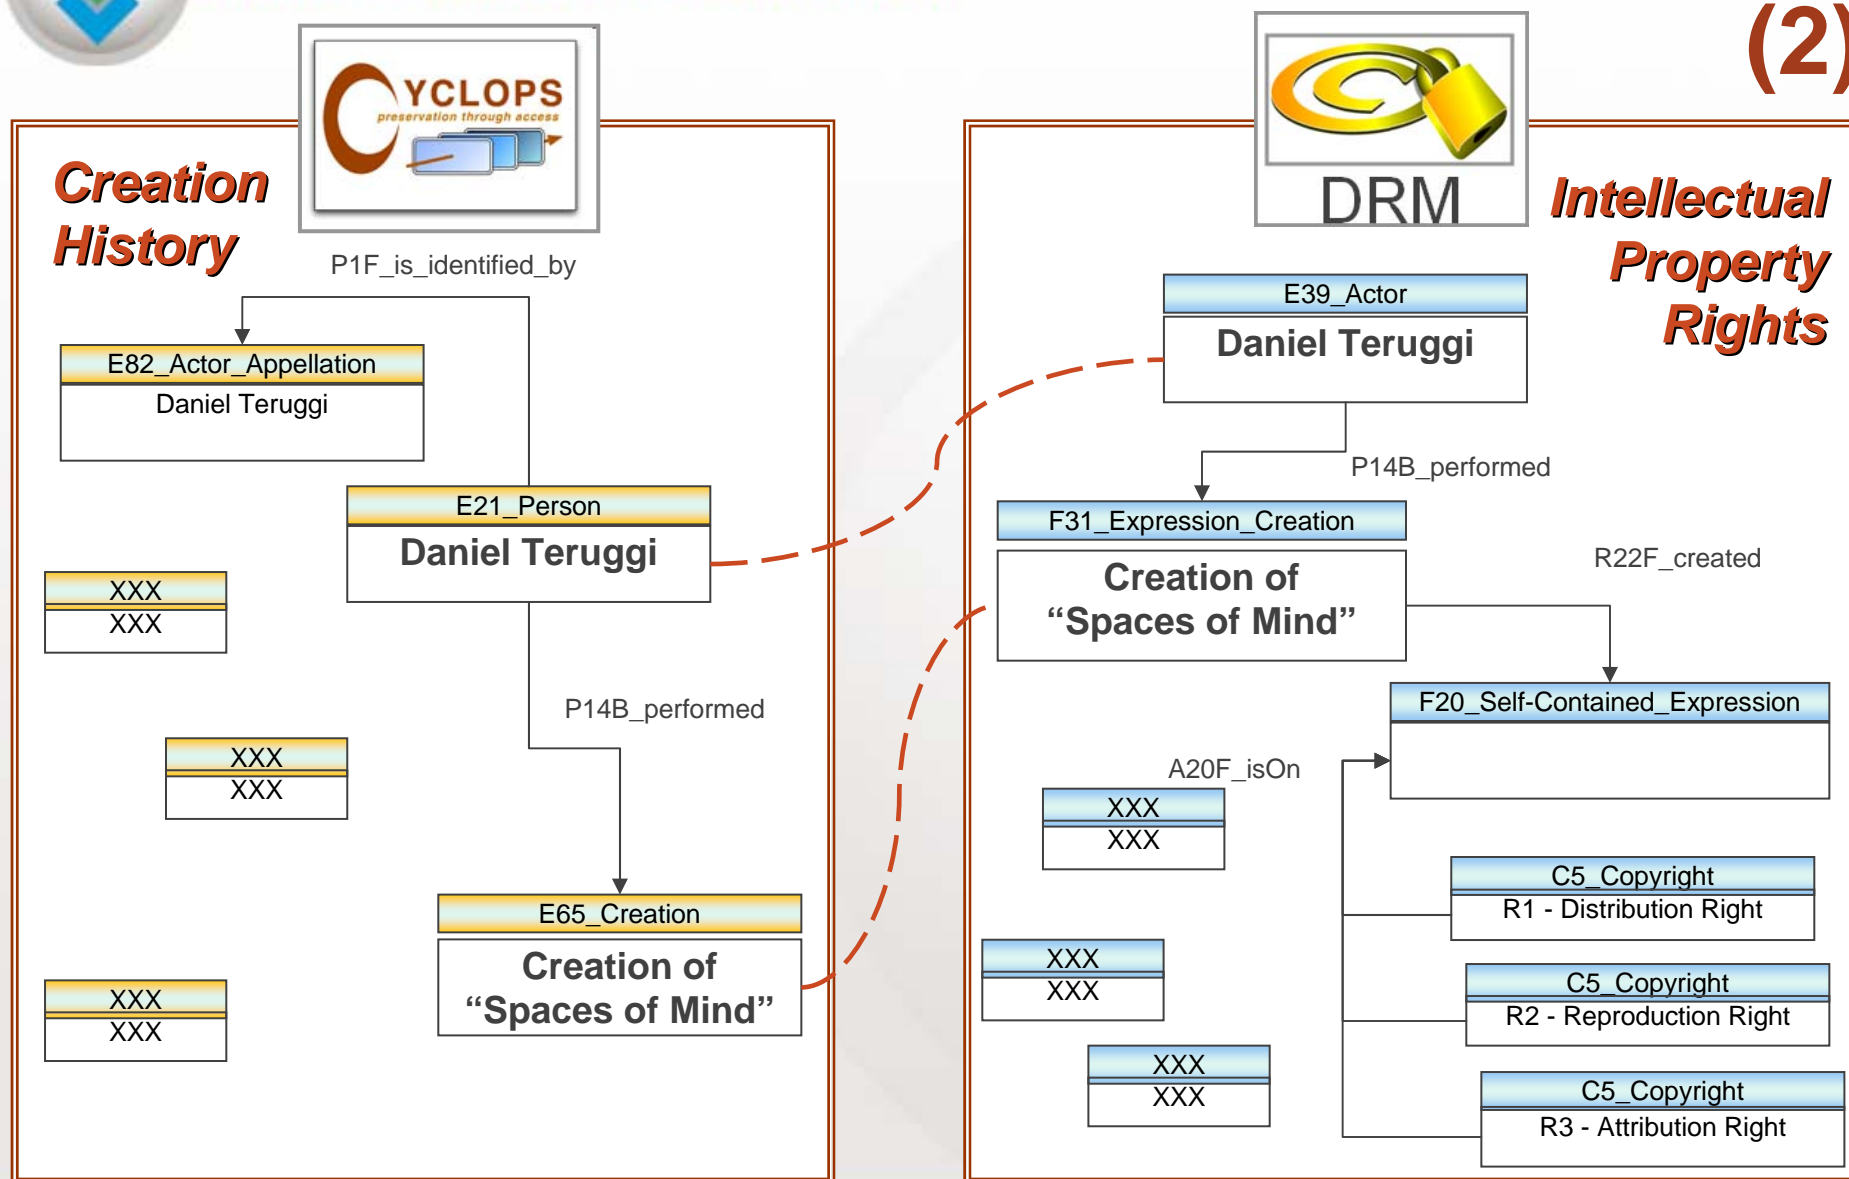 (2)
CYCLOPS
preservation through access
Creation
History
P1F_is_identified_by
E82_Actor_Appellation
Daniel Teruggi
E21_Person
Daniel Teruggi
XXX
XXX
P14B_performed
XXX
XXX
E65_Creation
Creation of
“Spaces of Mind”
XXX
XXX
C
DRM
Intellectual
Property
Rights
E39_Actor
Daniel Teruggi
P14B_performed
F31_Expression_Creation
Creation of
“Spaces of Mind”
R22F_created
F20_Self-Contained_Expression
A20F_isOn
XXX
XXX
C5_Copyright
R1 - Distribution Right
XXX
XXX
C5_Copyright
R2 - Reproduction Right
XXX
XXX
C5_Copyright
R3 - Attribution Right